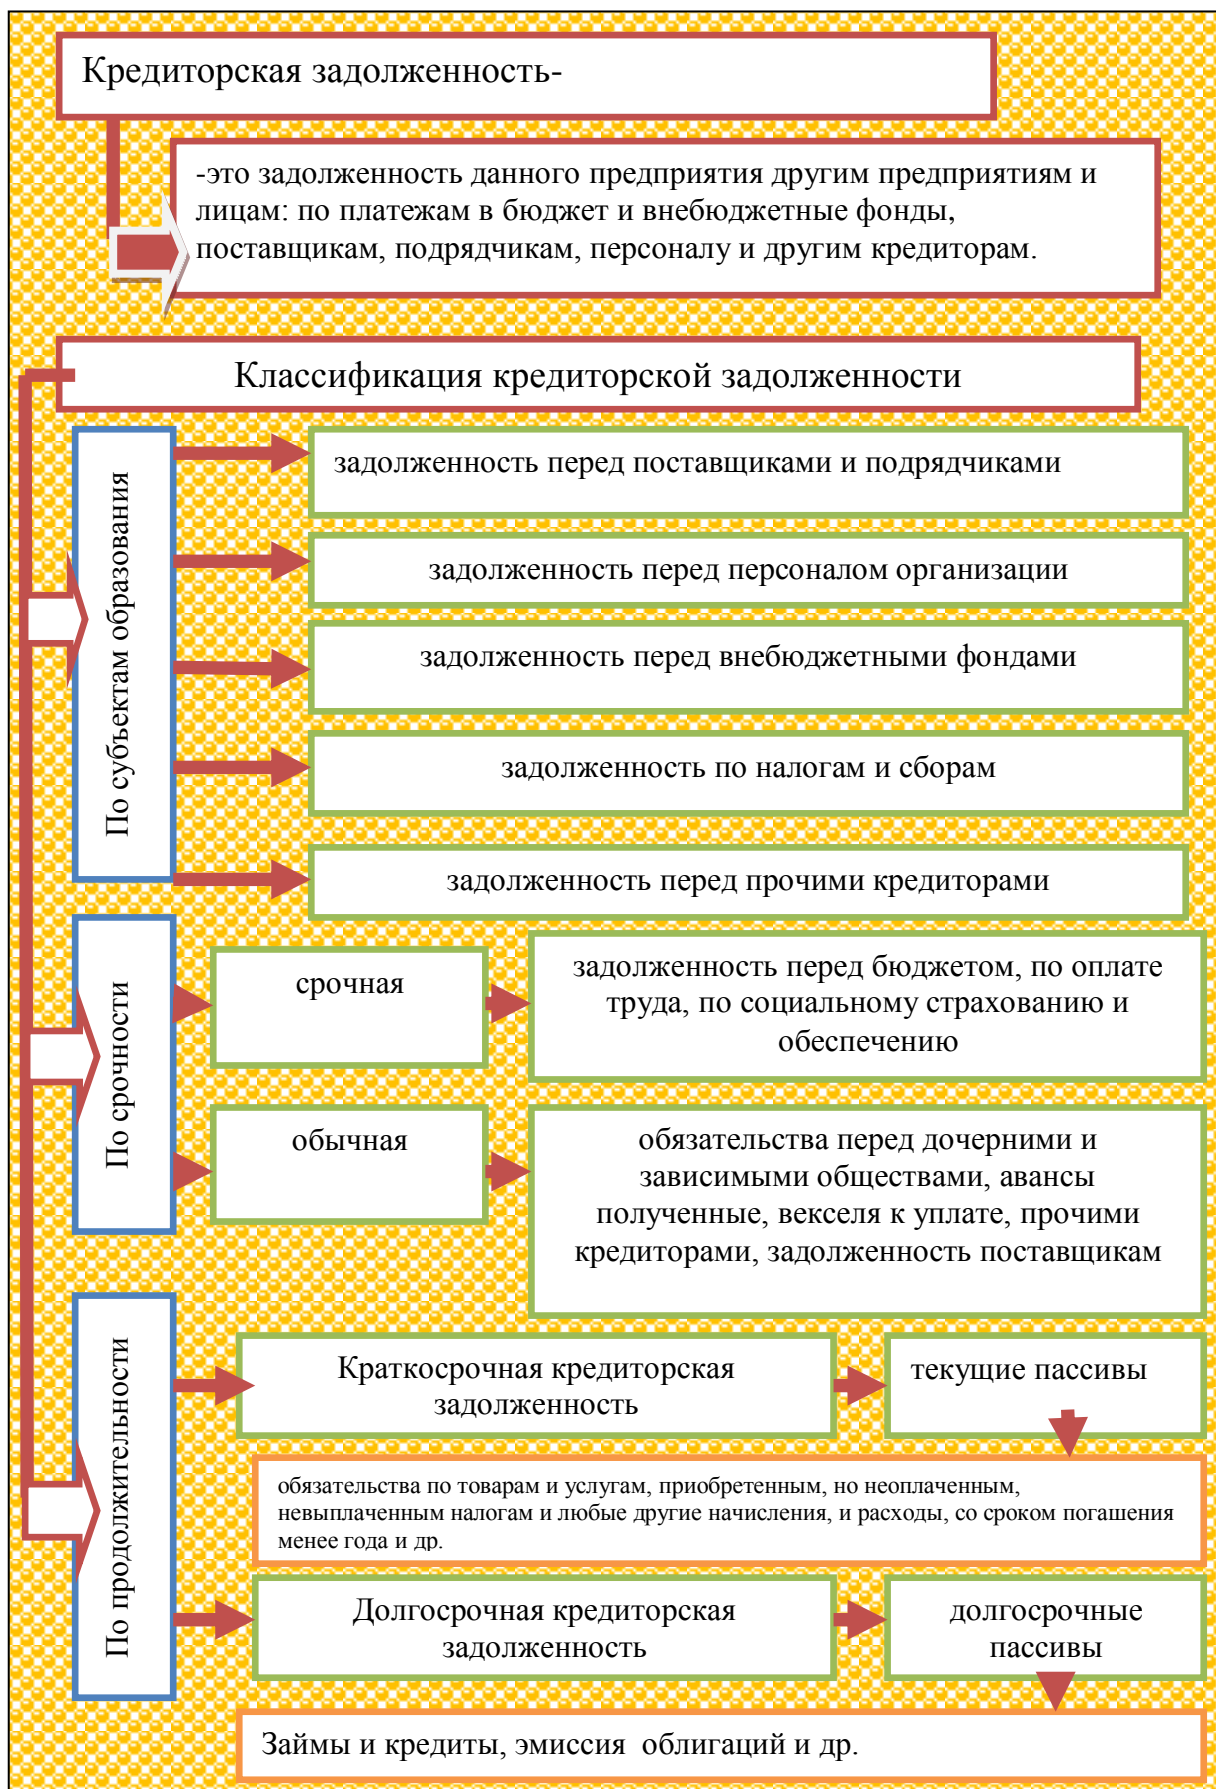 Кредиторская задолженность-
-это задолженность данного предприятия другим предприятиям и
лицам: по платежам в бюджет и внебюджетные фонды,
поставщикам, подрядчикам, персоналу и другим кредиторам.
Классификация кредиторской задолженности
По субъектам образования
задолженность перед поставщиками и подрядчиками
задолженность перед персоналом организации
задолженность перед внебюджетными фондами
задолженность по налогам и сборам
задолженность перед прочими кредиторами
По срочности
срочная
задолженность перед бюджетом, по оплате
труда, по социальному страхованию и
обеспечению
обычная
обязательства перед дочерними и
зависимыми обществами, авансы
полученные, векселя к уплате, прочими
кредиторами, задолженность поставщикам
По продолжительности
Краткосрочная кредиторская
задолженность
текущие пассивы
обязательства по товарам и услугам, приобретенным, но неоплаченным,
невыплаченным налогам и любые другие начисления, и расходы, со сроком погашения
менее года и др.
Долгосрочная кредиторская
задолженность
долгосрочные
пассивы
Займы и кредиты, эмиссия  облигаций и др.